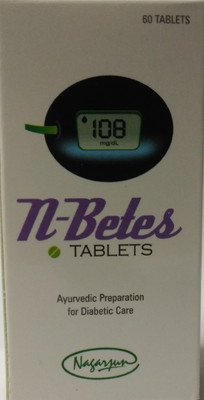 60 TABLETS
108
mg/dL
N-Betes
TABLETS
Ayurvedic Preparation
for Diabetic Care
Nagarjun